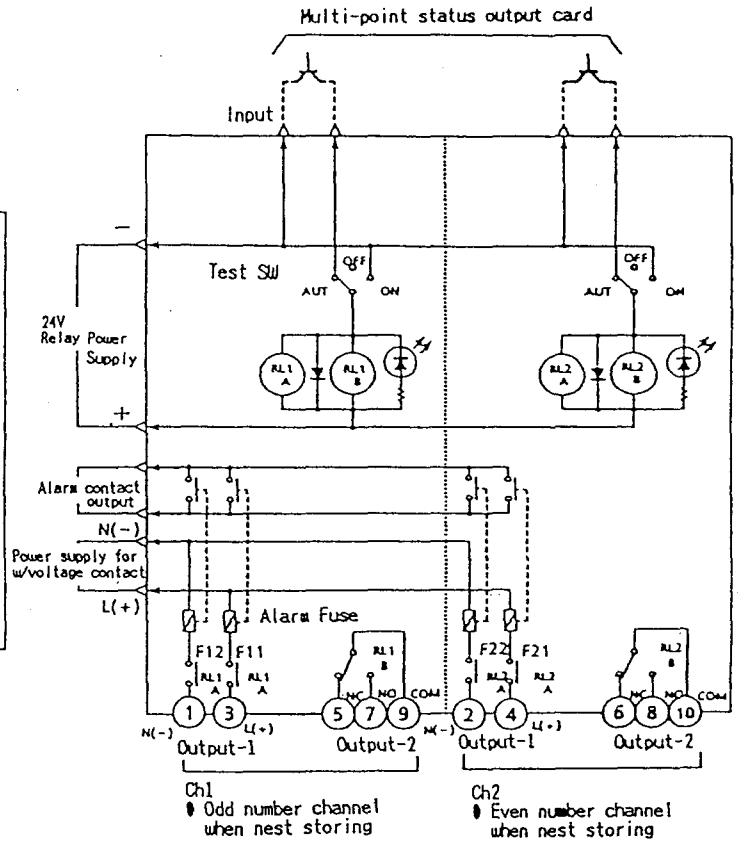 Multi-point status output card
Input
−
Test SW
OFF
AUT
ON
OFF
AUT
ON
24V
Relay Power
Supply
RL1
A
RL1
B
RL2
A
RL2
B
+
Alarm contact
output
N(-)
Power supply for
w/voltage contact
L(+)
Alarm Fuse
F12
F11
RL1
A
RL1
A
RL1
B
NC
NO
COM
F22
F21
RL2
A
RL2
A
RL2
B
NC
NO
COM
N(-)
1
3
L(+)
5
7
9
N(-)
2
4
L(+)
6
8
10
Output-1
Output-2
Output-1
Output-2
Ch1
Odd number channel
when nest storing
Ch2
Even number channel
when nest storing